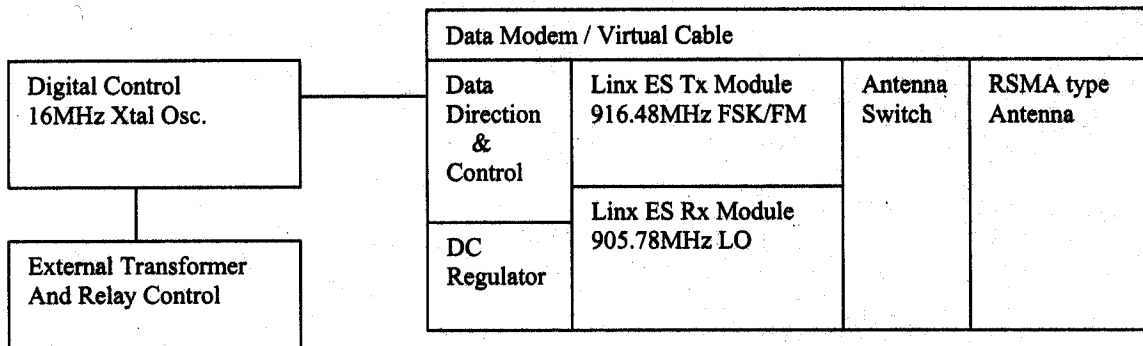 Data Modem / Virtual Cable
Digital Control
16MHz Xtal Osc.
Data
Direction
&
Control
Linx ES Tx Module
916.48MHz FSK/FM
Antenna
Switch
RSMA type
Antenna
Linx ES Rx Module
905.78MHz LO
DC
Regulator
External Transformer
And Relay Control